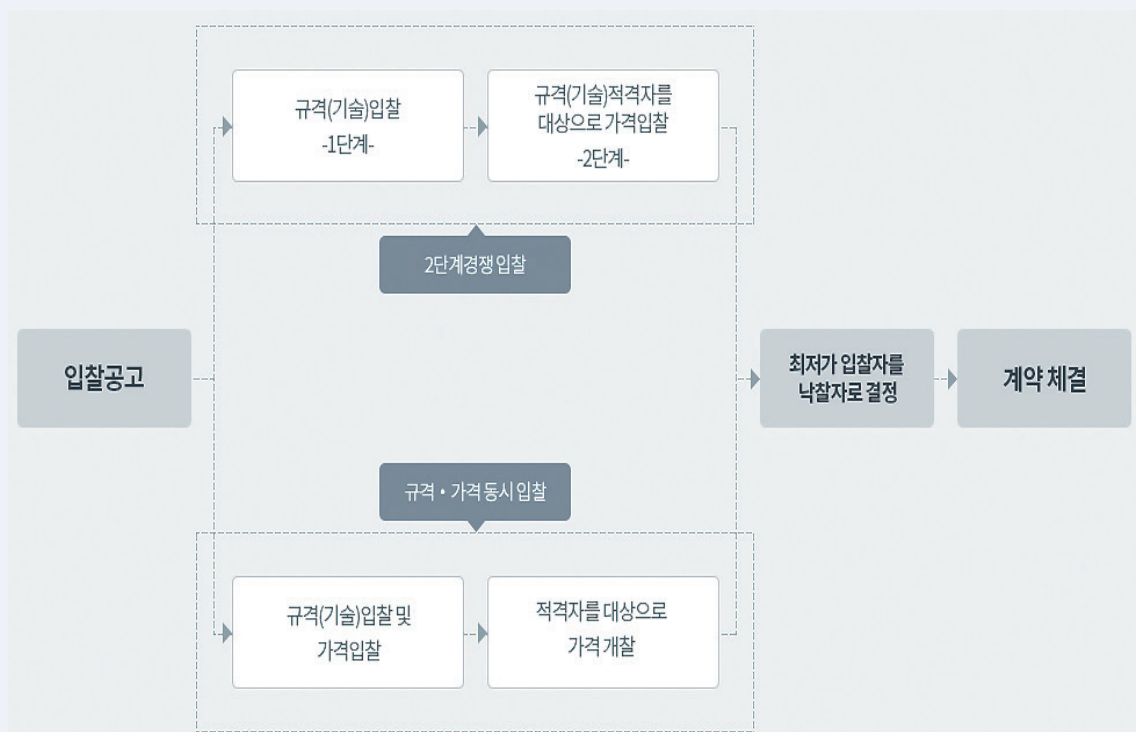 규격(기술)입찰
-1단계-
규격(기술)적격자를
대상으로 가격입찰
-2단계-
2단계경쟁 입찰
입찰공고
최저가 입찰자를
낙찰자로 결정
계약 체결
규격・가격 동시 입찰
규격(기술)입찰 및
가격입찰
적격자를 대상으로
가격 개찰